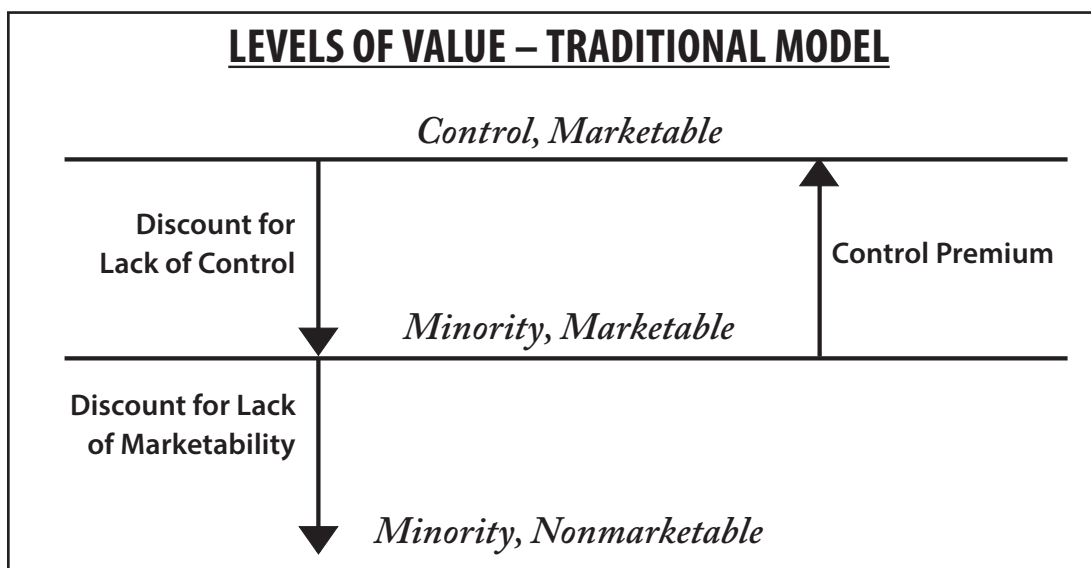 LEVELS OF VALUE – TRADITIONAL MODEL
Control, Marketable
Discount for
Lack of Control
Control Premium
Minority, Marketable
Discount for Lack
of Marketability
Minority, Nonmarketable